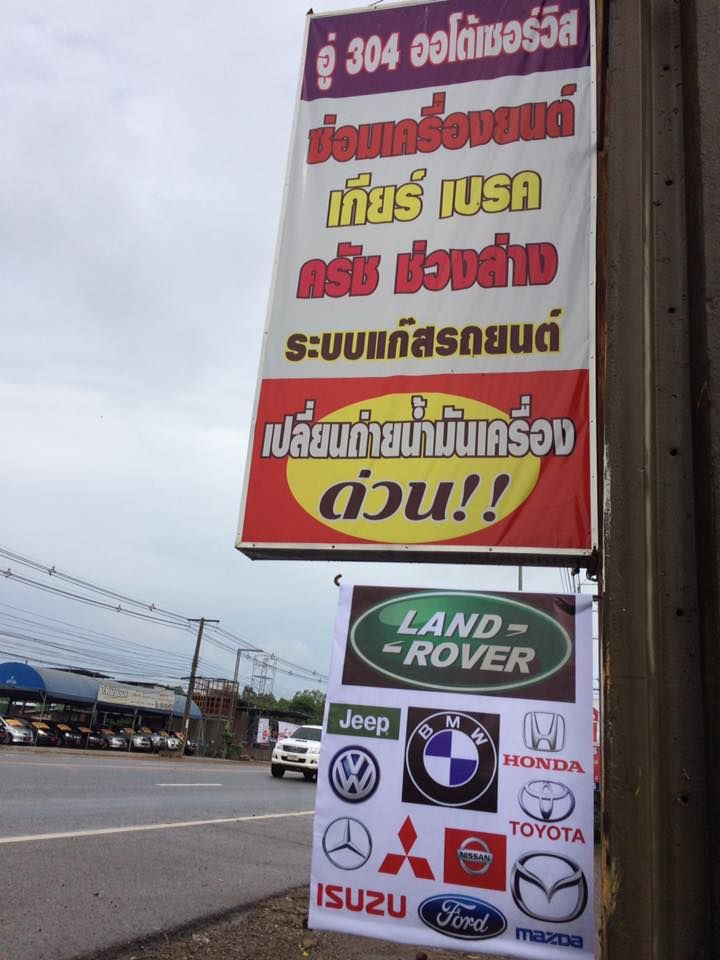 อู่ 304 ออโต้เซอร์วิส
ซ่อมเครื่องยนต์
เกียร์ เบรค
ครัช ช่วงล่าง
ระบบแก๊สรถยนต์
เปลี่ยนถ่ายน้ำมันเครื่อง
ด่วน!!
LAND-
-ROVER
Jeep
BMW
HONDA
TOYOTA
NISSAN
ISUZU
Ford
mazda